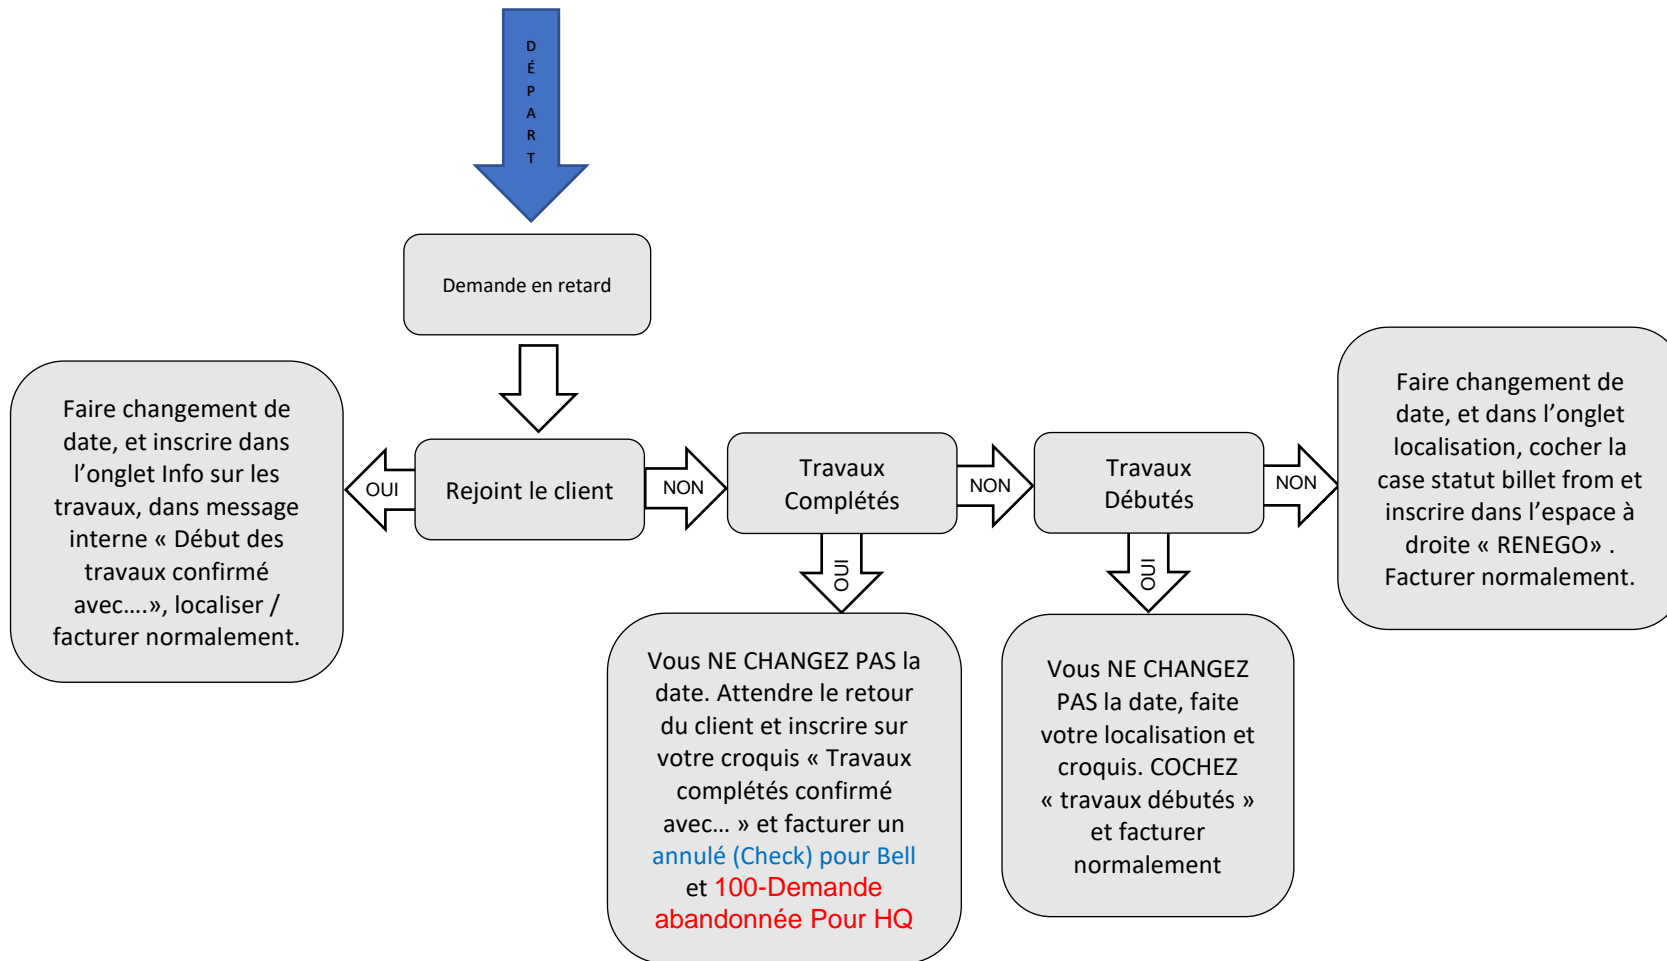 DÉPART
Demande en retard
Faire changement de
date, et inscrire dans
l’onglet Info sur les
travaux, dans message
interne « Début des
travaux confirmé
avec….», localiser /
facturer normalement.
OUI
Rejoint le client
NON
Travaux
Complétés
NON
Travaux
Débutés
NON
Faire changement de
date, et dans l’onglet
localisation, cocher la
case statut billet from et
inscrire dans l’espace à
droite « RENEGO» .
Facturer normalement.
OUI
OUI
Vous NE CHANGEZ PAS la
date. Attendre le retour
du client et inscrire sur
votre croquis « Travaux
complétés confirmé
avec… » et facturer un
annulé (Check) pour Bell
et 100-Demande
abandonnée Pour HQ
Vous NE CHANGEZ
PAS la date, faite
votre localisation et
croquis. COCHEZ
« travaux débutés »
et facturer
normalement